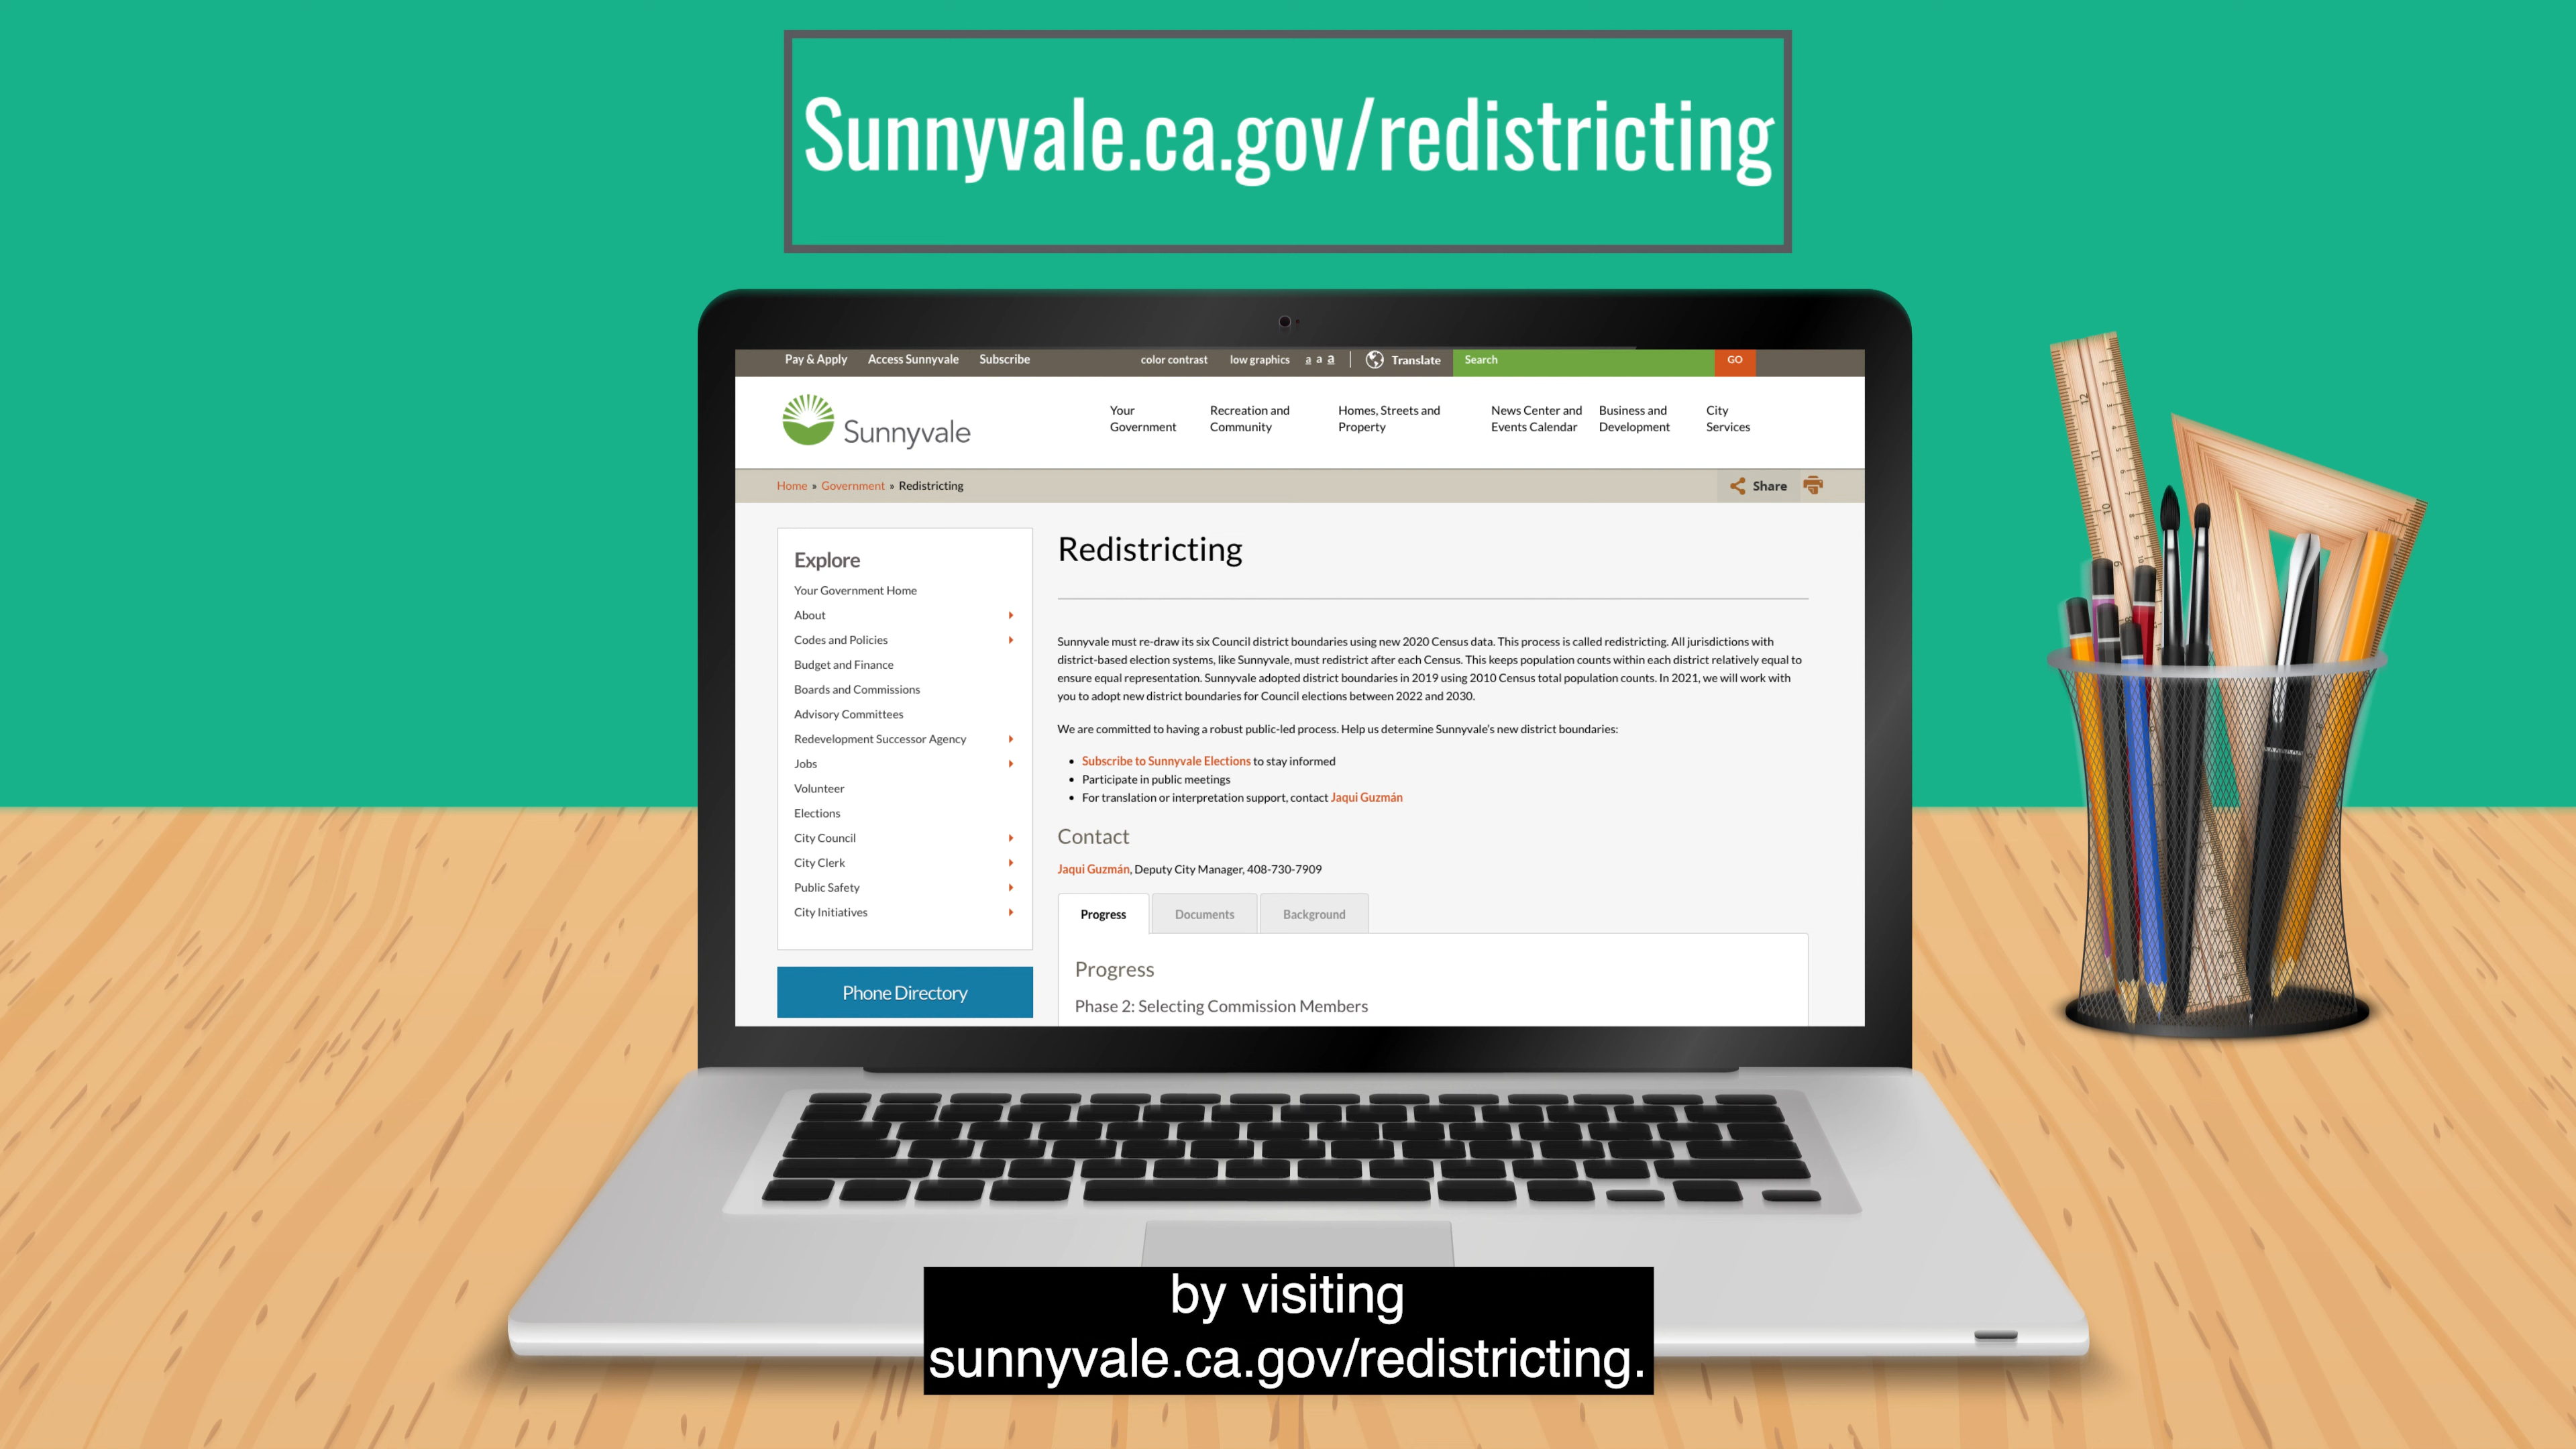 Sunnyvale.ca.gov/redistricting
Pay & Apply Access Sunnyvale Subscribe color contrast low graphics a a a Translate Search GO
Sunnyvale
Your Government
Recreation and Community
Homes, Streets and Property
News Center and Events Calendar
Business and Development
City Services
Home » Government » Redistricting
Share
Explore
Your Government Home
About
Codes and Policies
Budget and Finance
Boards and Commissions
Advisory Committees
Redevelopment Successor Agency
Jobs
Volunteer
Elections
City Council
City Clerk
Public Safety
City Initiatives
Phone Directory
Redistricting
Sunnyvale must re-draw its six Council district boundaries using new 2020 Census data. This process is called redistricting. All jurisdictions with
district-based election systems, like Sunnyvale, must redistrict after each Census. This keeps population counts within each district relatively equal to
ensure equal representation. Sunnyvale adopted district boundaries in 2019 using 2010 Census total population counts. In 2021, we will work with
you to adopt new district boundaries for Council elections between 2022 and 2030.
We are committed to having a robust public-led process. Help us determine Sunnyvale's new district boundaries:
• Subscribe to Sunnyvale Elections to stay informed
• Participate in public meetings
• For translation or interpretation support, contact Jaqui Guzmán
Contact
Jaqui Guzmán, Deputy City Manager, 408-730-7909
Progress Documents Background
Progress
Phase 2: Selecting Commission Members
by visiting
sunnyvale.ca.gov/redistricting.